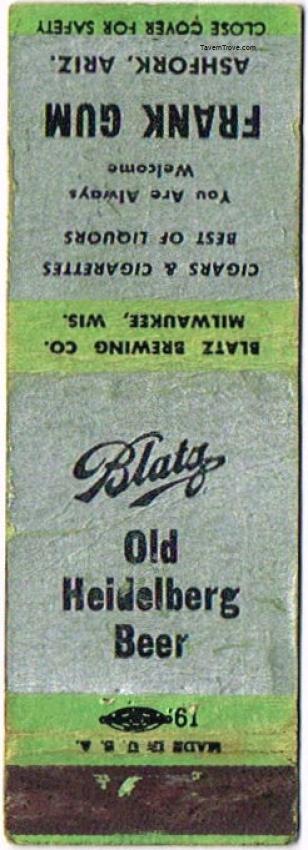 TavernTrove.com
CLOSE COVER FOR SAFETY
ASHFORK, ARIZ.
FRANK GUM
Welcome
You Are Always
BEST OF LIQUORS
CIGARS & CIGARETTES
MILWAUKEE, WIS.
BLATZ BREWING CO.
Blatz
Old
Heidelberg
Beer
191
MADE IN U. S. A.